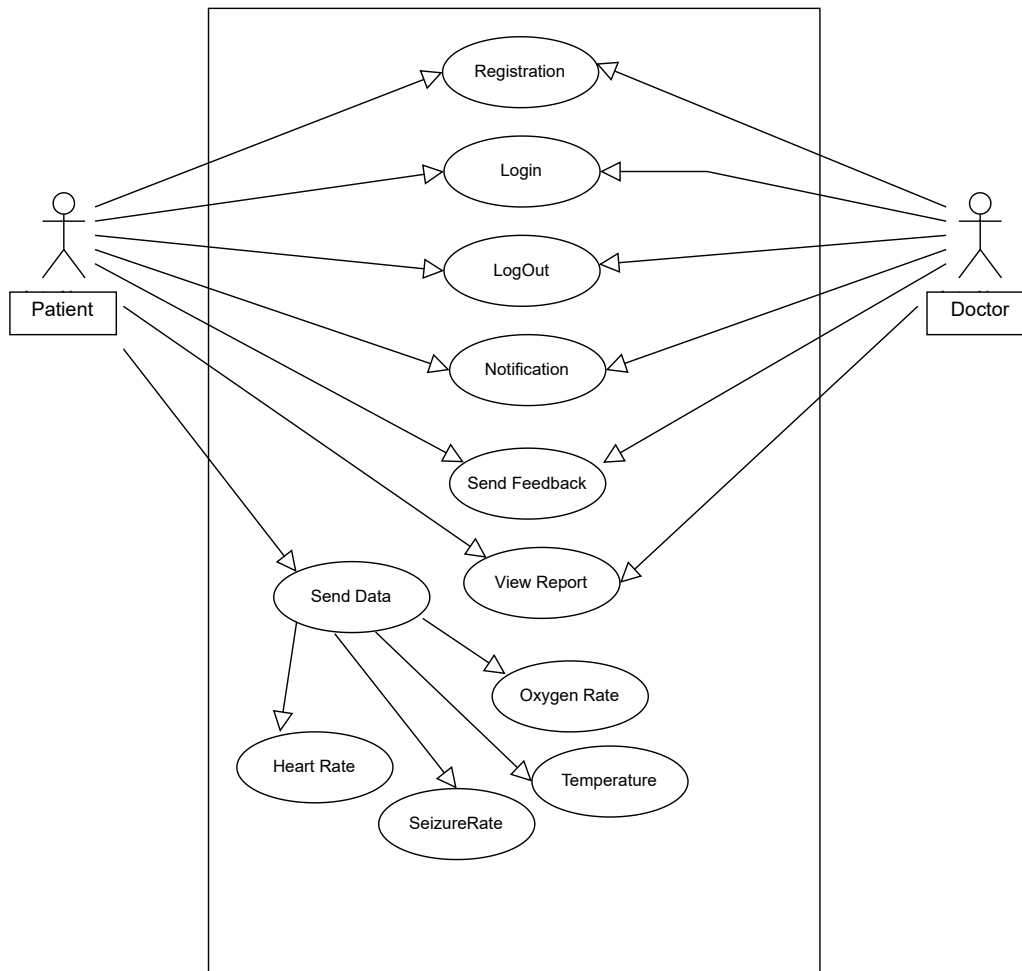 Registration
Login
LogOut
Patient
Doctor
Notification
Send Feedback
View Report
Send Data
Oxygen Rate
Heart Rate
Temperature
SeizureRate